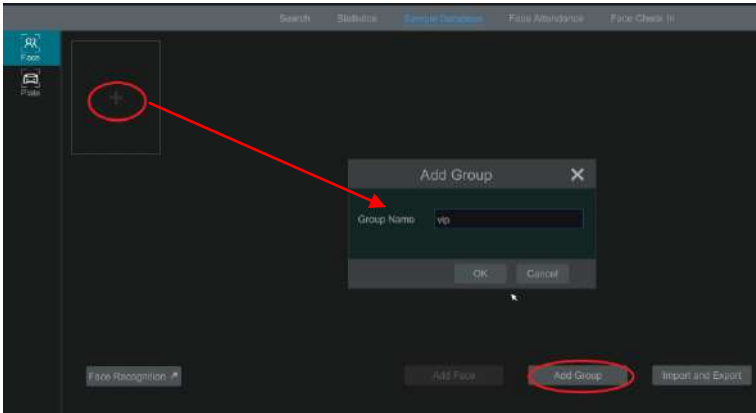 Search Statistics Sample Database Face Attendance Face Check In
Face
Plate
+
Add Group
Group Name vip
OK Cancel
Face Recognition
Add Face Add Group Import and Export